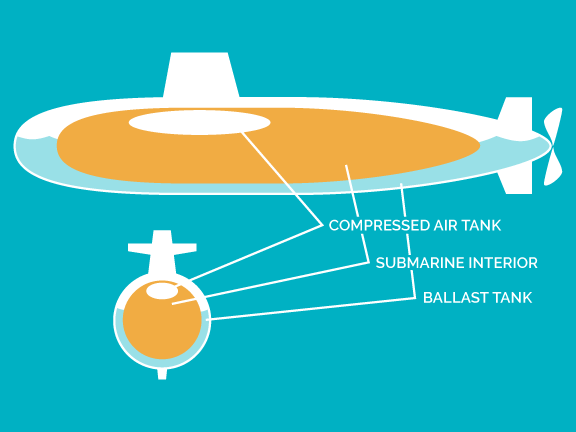 COMPRESSED AIR TANK
SUBMARINE INTERIOR
BALLAST TANK